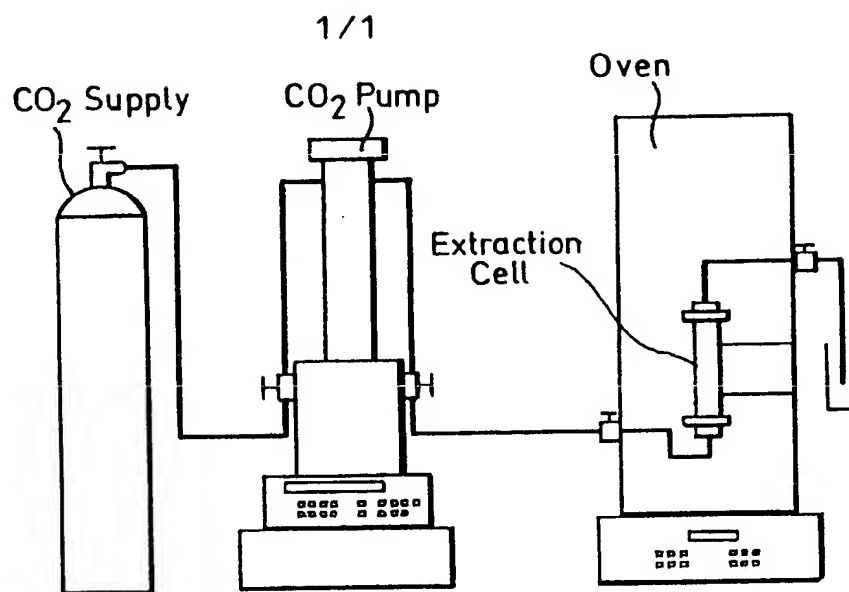 1/1
CO₂ Supply
CO₂ Pump
Oven
Extraction
Cell